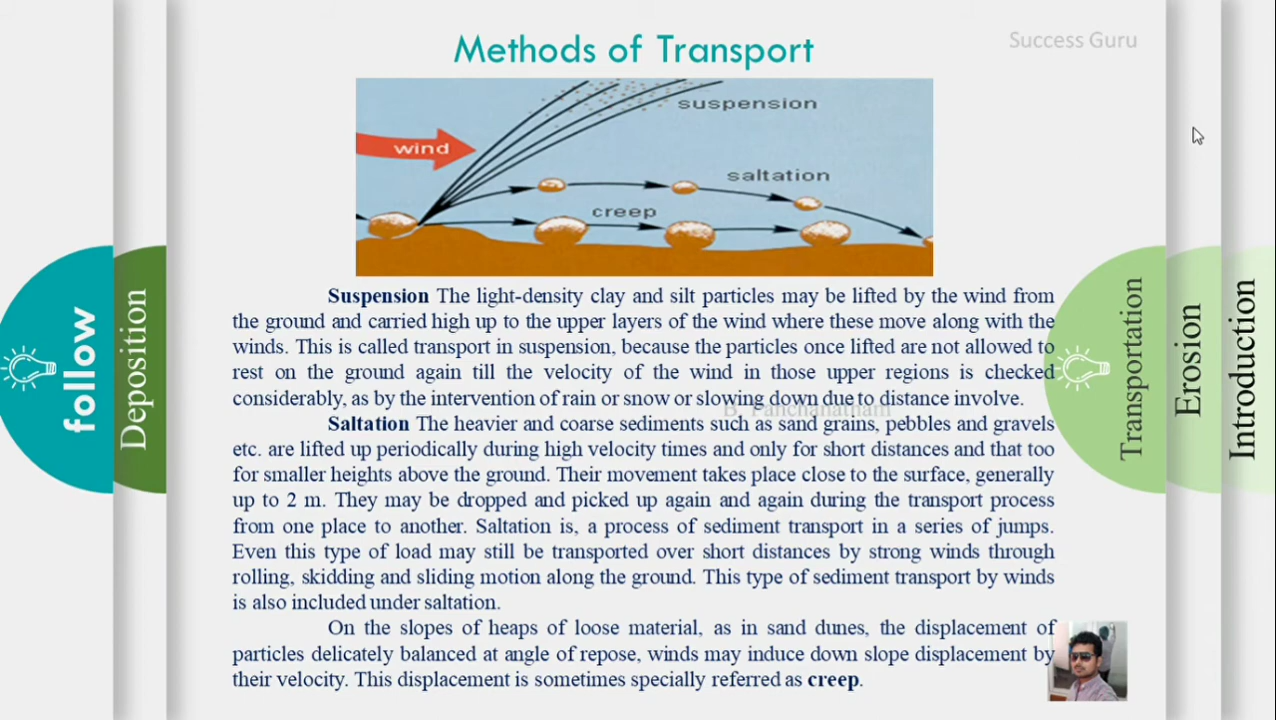 Methods of Transport
Success Guru
suspension
wind
saltation
creep
Suspension The light-density clay and silt particles may be lifted by the wind from
the ground and carried high up to the upper layers of the wind where these move along with the
winds. This is called transport in suspension, because the particles once lifted are not allowed to
rest on the ground again till the velocity of the wind in those upper regions is checked
considerably, as by the intervention of rain or snow or slowing down due to distance involve.
B. Panchanatham
Saltation The heavier and coarse sediments such as sand grains, pebbles and gravels
etc. are lifted up periodically during high velocity times and only for short distances and that too
for smaller heights above the ground. Their movement takes place close to the surface, generally
up to 2 m. They may be dropped and picked up again and again during the transport process
from one place to another. Saltation is, a process of sediment transport in a series of jumps.
Even this type of load may still be transported over short distances by strong winds through
rolling, skidding and sliding motion along the ground. This type of sediment transport by winds
is also included under saltation.
On the slopes of heaps of loose material, as in sand dunes, the displacement of
particles delicately balanced at angle of repose, winds may induce down slope displacement by
their velocity. This displacement is sometimes specially referred as creep.
follow
Deposition
Transportation
Erosion
Introduction